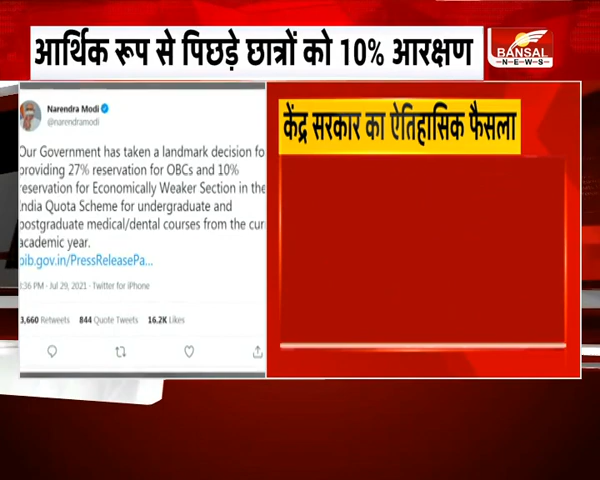 आर्थिक रूप से पिछड़े छात्रों को 10% आरक्षण
BANSAL
NEWS
Narendra Modi
@narendramodi
Our Government has taken a landmark decision fo
providing 27% reservation for OBCs and 10%
reservation for Economically Weaker Section in the
India Quota Scheme for undergraduate and
postgraduate medical/dental courses from the cur
academic year.
pib.gov.in/PressReleasePa...
:36 PM · Jul 29, 2021 · Twitter for iPhone
3,660 Retweets 844 Quote Tweets 16.2K Likes
केंद्र सरकार का ऐतिहासिक फैसला